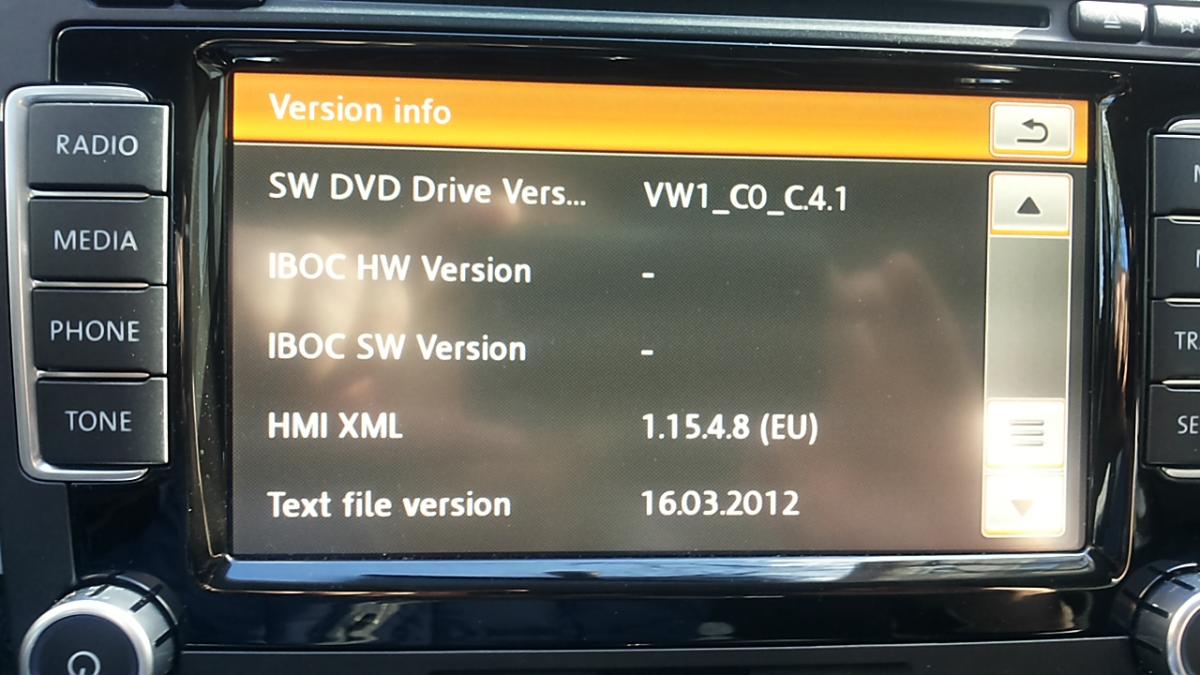 Version info
SW DVD Drive Vers... VW1_C0_C.4.1
IBOC HW Version -
IBOC SW Version -
HMI XML 1.15.4.8 (EU)
Text file version 16.03.2012
RADIO
MEDIA
PHONE
TONE